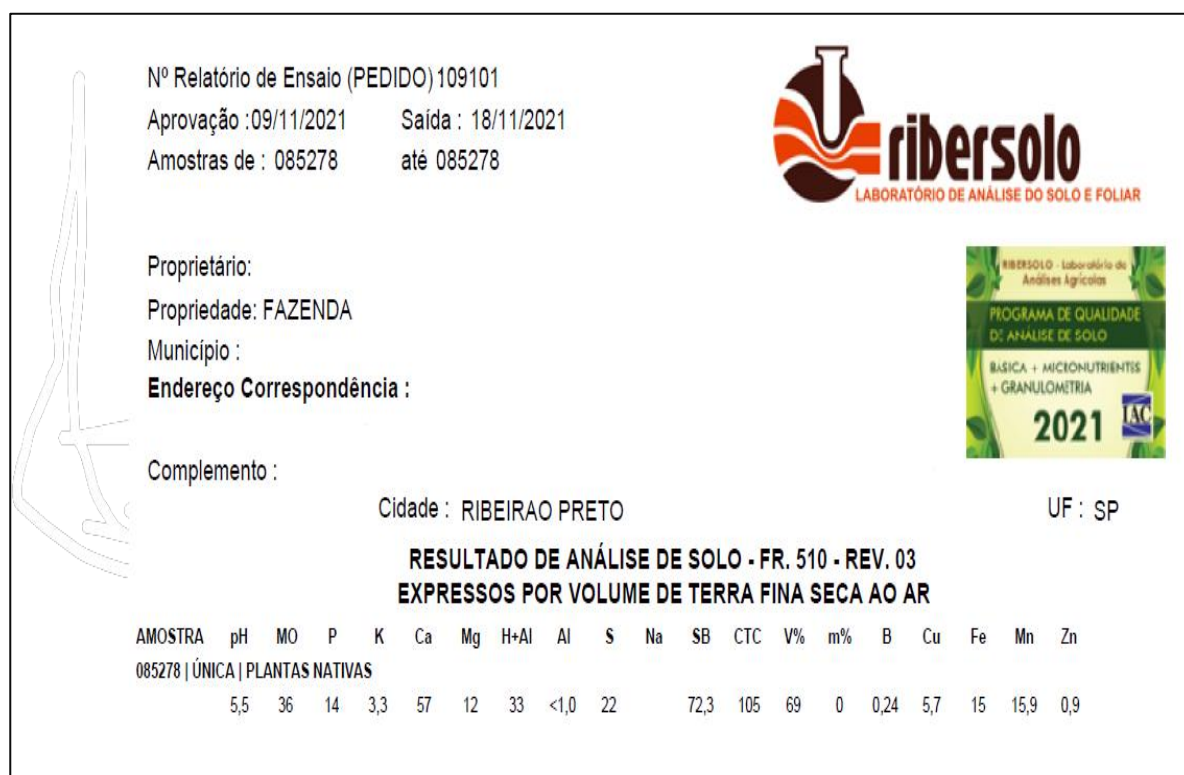 Nº Relatório de Ensaio (PEDIDO) 109101
Aprovação :09/11/2021 Saída : 18/11/2021
Amostras de : 085278 até 085278
ribersolo
LABORATÓRIO DE ANÁLISE DO SOLO E FOLIAR
Proprietário:
Propriedade: FAZENDA
Município :
Endereço Correspondência :
RIBERSOLO - Laboratório de
Análises Agrícolas
PROGRAMA DE QUALIDADE
DE ANÁLISE DE SOLO
BÁSICA + MICRONUTRIENTES
+ GRANULOMETRIA
2021 IAC
Complemento :
Cidade : RIBEIRAO PRETO UF : SP
RESULTADO DE ANÁLISE DE SOLO - FR. 510 - REV. 03
EXPRESSOS POR VOLUME DE TERRA FINA SECA AO AR
AMOSTRA pH MO P K Ca Mg H+Al Al S Na SB CTC V% m% B Cu Fe Mn Zn
085278 | ÚNICA | PLANTAS NATIVAS
5,5 36 14 3,3 57 12 33 <1,0 22 72,3 105 69 0 0,24 5,7 15 15,9 0,9